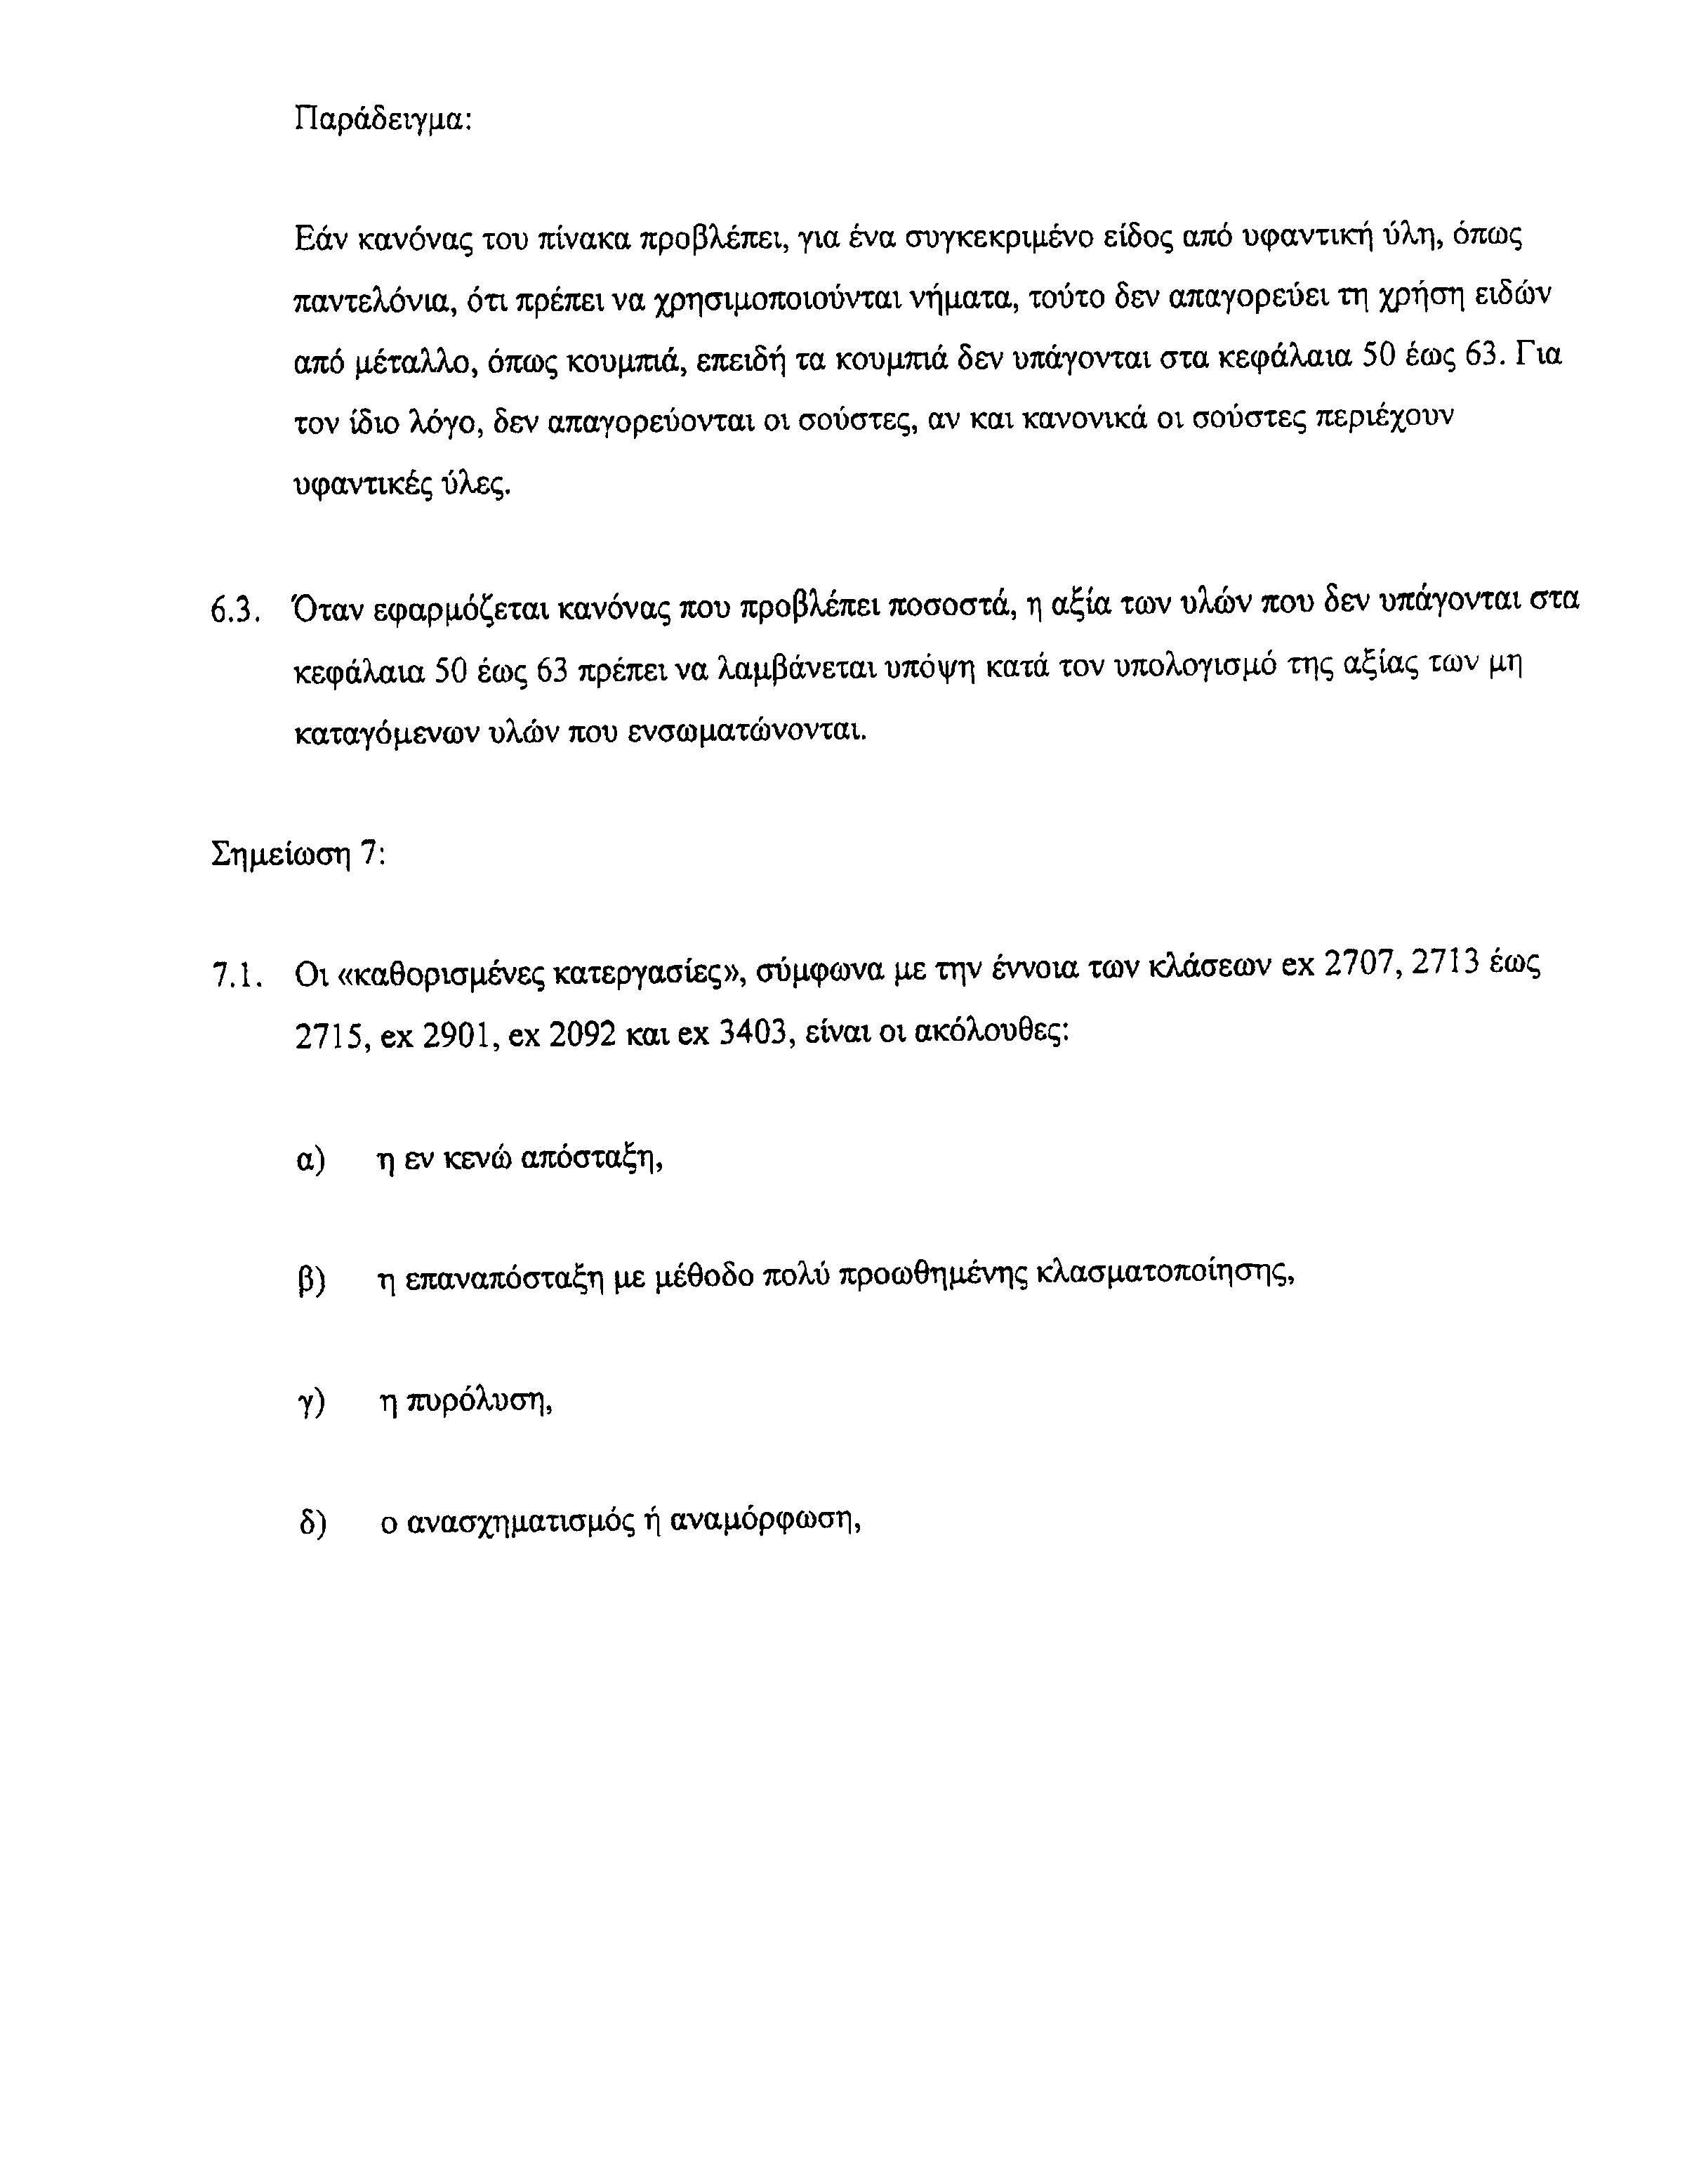 Παράδειγμα:
Εάν κανόνας του πίνακα προβλέπει, για ένα συγκεκριμένο είδος από υφαντική ύλη, όπως
παντελόνια, ότι πρέπει να χρησιμοποιούνται νήματα, τούτο δεν απαγορεύει τη χρήση ειδών
από μέταλλο, όπως κουμπιά, επειδή τα κουμπιά δεν υπάγονται στα κεφάλαια 50 έως 63. Για
τον ίδιο λόγο, δεν απαγορεύονται οι σούστες, αν και κανονικά οι σούστες περιέχουν
υφαντικές ύλες.
6.3. Όταν εφαρμόζεται κανόνας που προβλέπει ποσοστά, η αξία των υλών που δεν υπάγονται στα
κεφάλαια 50 έως 63 πρέπει να λαμβάνεται υπόψη κατά τον υπολογισμό της αξίας των μη
καταγόμενων υλών που ενσωματώνονται.
Σημείωση 7:
7.1. Οι «καθορισμένες κατεργασίες», σύμφωνα με την έννοια των κλάσεων ex 2707, 2713 έως
2715, ex 2901, ex 2092 και ex 3403, είναι οι ακόλουθες:
α) η εν κενώ απόσταξη,
β) η επαναπόσταξη με μέθοδο πολύ προωθημένης κλασματοποίησης,
γ) η πυρόλυση,
δ) ο ανασχηματισμός ή αναμόρφωση,